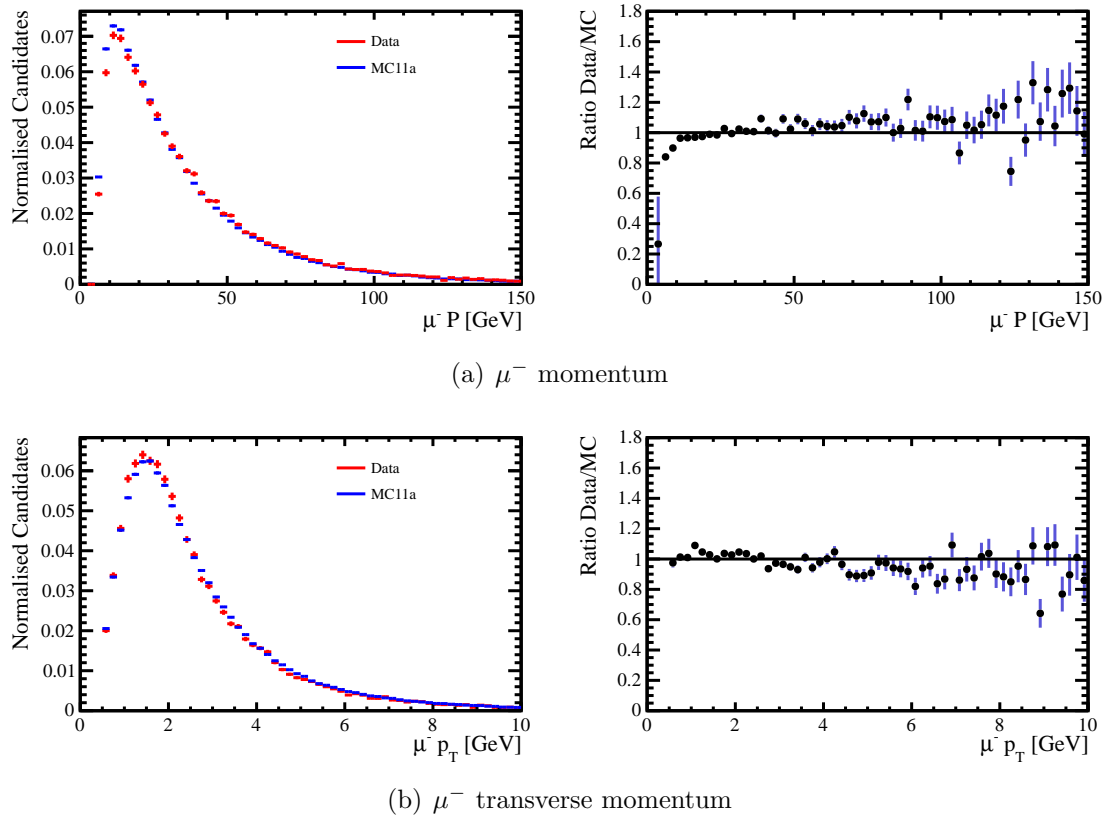 Normalised Candidates
0.07
0.06
0.05
0.04
0.03
0.02
0.01
0
0 50 100 150
μ⁻ P [GeV]
Data
MC11a
Ratio Data/MC
1.8
1.6
1.4
1.2
1
0.8
0.6
0.4
0.2
0
0 50 100 150
μ⁻ P [GeV]
(a) μ⁻ momentum
Normalised Candidates
0.06
0.05
0.04
0.03
0.02
0.01
0
0 2 4 6 8 10
μ⁻ p_T [GeV]
Data
MC11a
Ratio Data/MC
1.8
1.6
1.4
1.2
1
0.8
0.6
0.4
0.2
0
0 2 4 6 8 10
μ⁻ p_T [GeV]
(b) μ⁻ transverse momentum